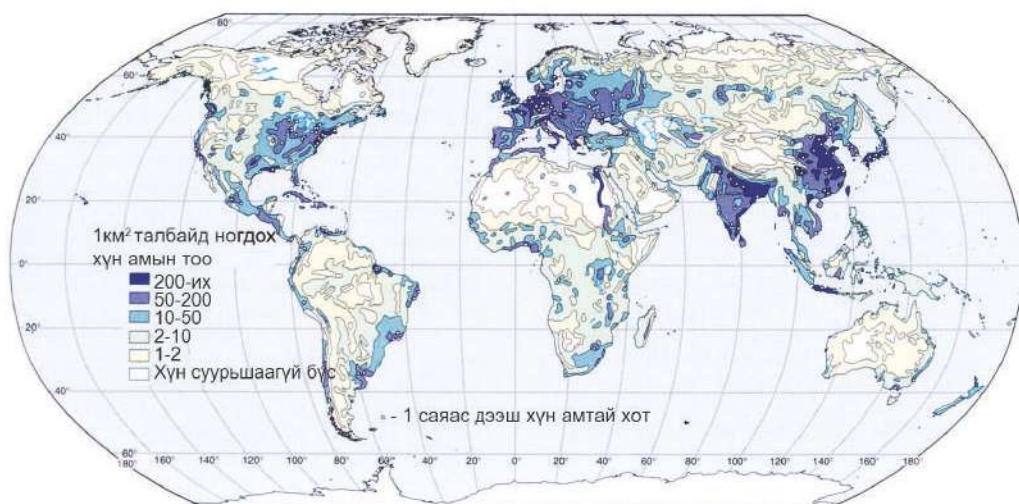 80°
60°
40°
20°
0°
20°
40°
60°
1км² талбайд ногдох
хүн амын тоо
200-их
50-200
10-50
2-10
1-2
Хүн суурьшаагүй бүс
- 1 саяас дээш хүн амтай хот
180° 160° 140° 120° 100° 80° 60° 40° 20° 0° 20° 40° 60° 80° 100° 120° 140° 160° 180°